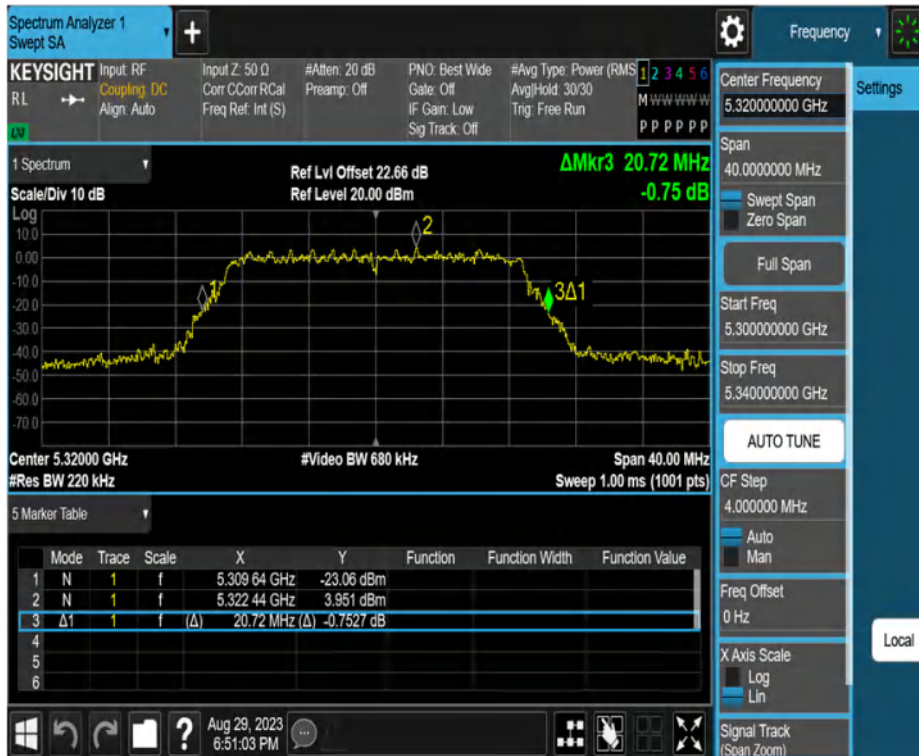 Spectrum Analyzer 1
Swept SA
+
Frequency
KEYSIGHT
RL
Input: RF
Coupling: DC
Align: Auto
Input Z: 50 Ω
Corr CCorr RCal
Freq Ref: Int (S)
#Atten: 20 dB
Preamp: Off
PNO: Best Wide
Gate: Off
IF Gain: Low
Sig Track: Off
#Avg Type: Power (RMS
Avg|Hold: 30/30
Trig: Free Run
1 2 3 4 5 6
M W W W W W
P P P P P P
1 Spectrum
Scale/Div 10 dB
Ref Lvl Offset 22.66 dB
Ref Level 20.00 dBm
ΔMkr3 20.72 MHz
-0.75 dB
Log
10.0
0.00
-10.0
-20.0
-30.0
-40.0
-50.0
-60.0
-70.0
1
2
3Δ1
Center 5.32000 GHz
#Res BW 220 kHz
#Video BW 680 kHz
Span 40.00 MHz
Sweep 1.00 ms (1001 pts)
5 Marker Table
Mode Trace Scale X Y Function Function Width Function Value
1 N 1 f 5.309 64 GHz -23.06 dBm
2 N 1 f 5.322 44 GHz 3.951 dBm
3 Δ1 1 f (Δ) 20.72 MHz (Δ) -0.7527 dB
4
5
6
?
Aug 29, 2023
6:51:03 PM
Center Frequency
5.320000000 GHz
Settings
Span
40.0000000 MHz
Swept Span
Zero Span
Full Span
Start Freq
5.300000000 GHz
Stop Freq
5.340000000 GHz
AUTO TUNE
CF Step
4.000000 MHz
Auto
Man
Freq Offset
0 Hz
Local
X Axis Scale
Log
Lin
Signal Track
(Span Zoom)